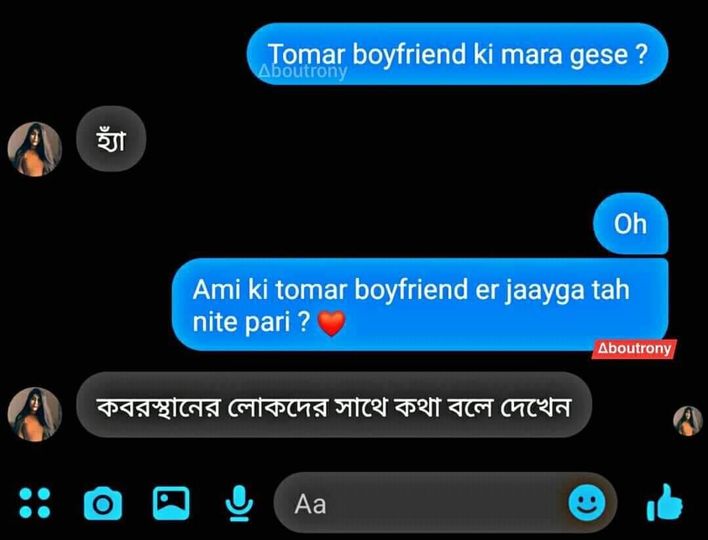 Tomar boyfriend ki mara gese ?
Aboutrony
হ্যাঁ
Oh
Ami ki tomar boyfriend er jaayga tah
nite pari ? ❤️
Δboutrony
কবরস্থানের লোকদের সাথে কথা বলে দেখেন
Aa